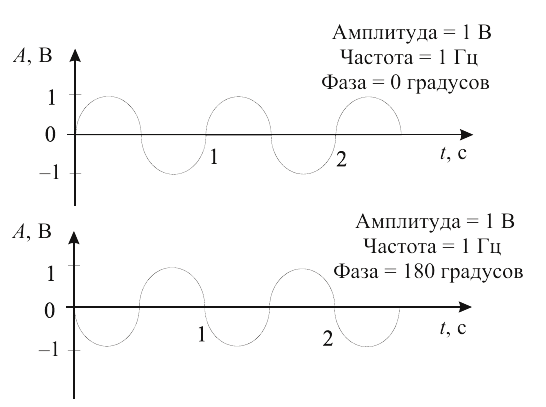 Амплитуда = 1 В
Частота = 1 Гц
Фаза = 0 градусов
A, В
1
0
–1
1
2
t, с
Амплитуда = 1 В
Частота = 1 Гц
Фаза = 180 градусов
A, В
1
0
–1
1
2
t, с